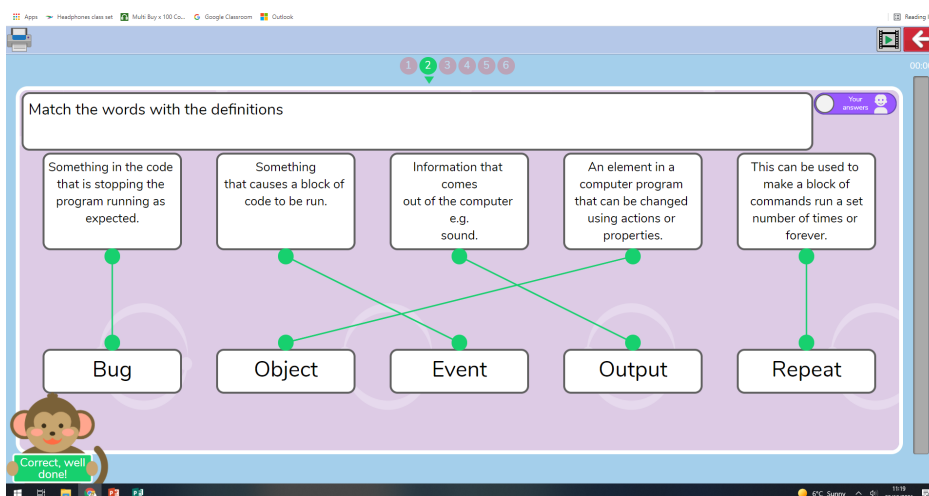 Apps
Headphones class set
Multi Buy x 100 Co...
Google Classroom
Outlook
Reading
1 2 3 4 5 6
00:0
Match the words with the definitions
Your
answers
Something in the code
that is stopping the
program running as
expected.
Something
that causes a block of
code to be run.
Information that
comes
out of the computer
e.g.
sound.
An element in a
computer program
that can be changed
using actions or
properties.
This can be used to
make a block of
commands run a set
number of times or
forever.
Bug
Object
Event
Output
Repeat
Correct, well
done!
6°C Sunny
11:19